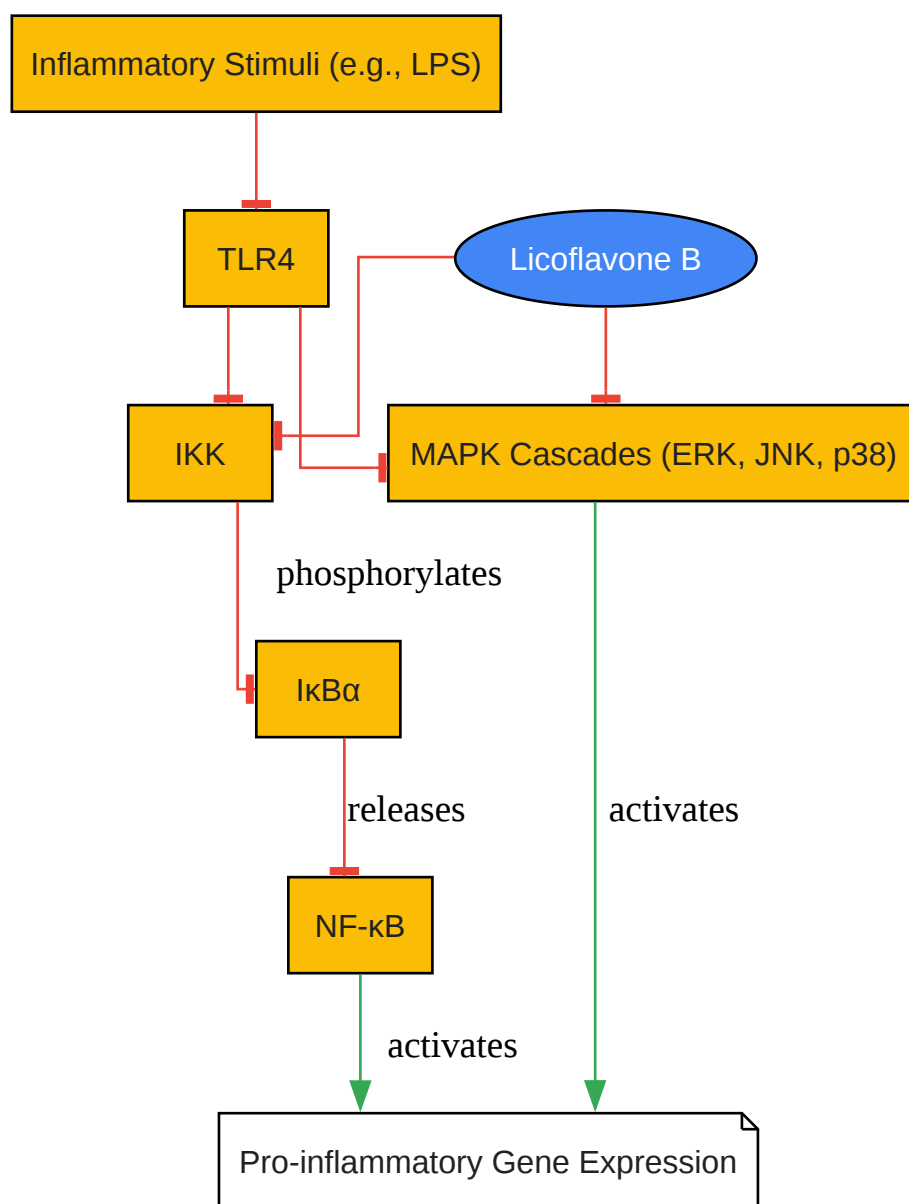 Inflammatory Stimuli (e.g., LPS)
TLR4
Licoflavone B
IKK
MAPK Cascades (ERK, JNK, p38)
phosphorylates
IκBα
releases
activates
NF-κB
activates
Pro-inflammatory Gene Expression